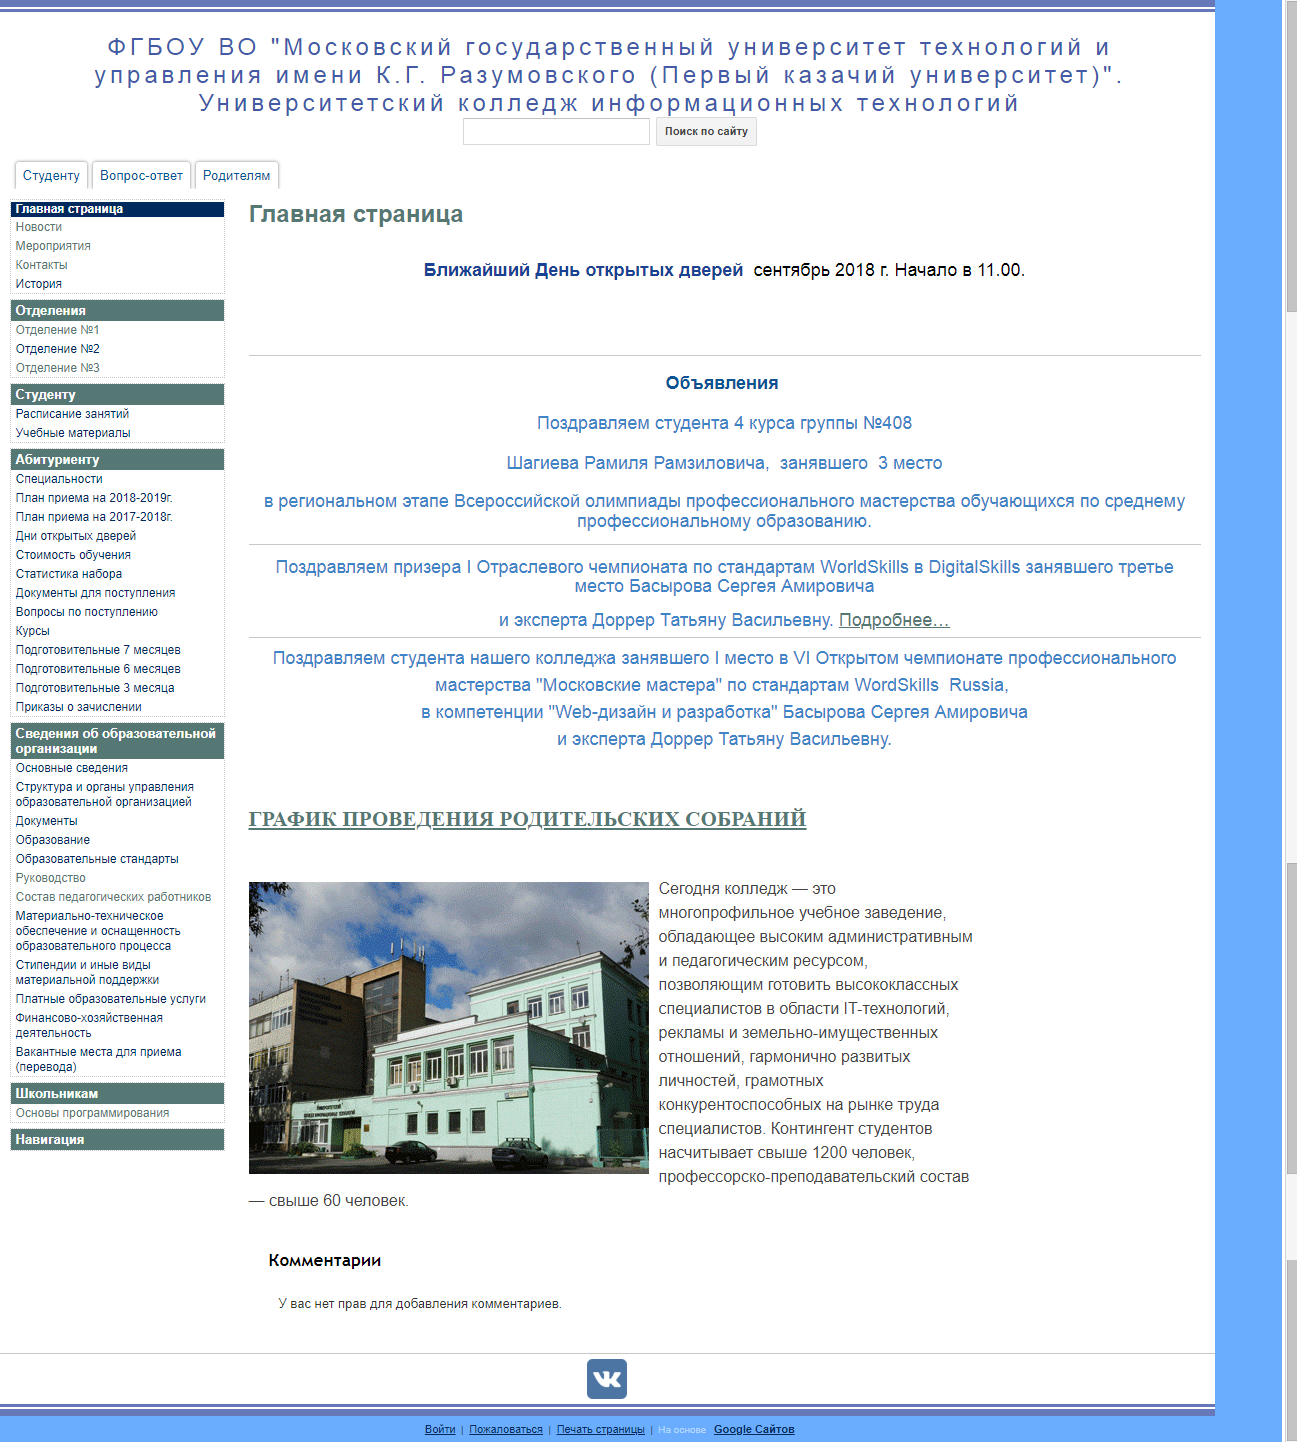 ФГБОУ ВО "Московский государственный университет технологий и
управления имени К.Г. Разумовского (Первый казачий университет)".
Университетский колледж информационных технологий
Поиск по сайту
Студенту
Вопрос-ответ
Родителям
Главная страница
Новости
Мероприятия
Контакты
История
Отделения
Отделение №1
Отделение №2
Отделение №3
Студенту
Расписание занятий
Учебные материалы
Абитуриенту
Специальности
План приема на 2018-2019г.
План приема на 2017-2018г.
Дни открытых дверей
Стоимость обучения
Статистика набора
Документы для поступления
Вопросы по поступлению
Курсы
Подготовительные 7 месяцев
Подготовительные 6 месяцев
Подготовительные 3 месяца
Приказы о зачислении
Сведения об образовательной
организации
Основные сведения
Структура и органы управления
образовательной организацией
Документы
Образование
Образовательные стандарты
Руководство
Состав педагогических работников
Материально-техническое
обеспечение и оснащенность
образовательного процесса
Стипендии и иные виды
материальной поддержки
Платные образовательные услуги
Финансово-хозяйственная
деятельность
Вакантные места для приема
(перевода)
Школьникам
Основы программирования
Навигация
Главная страница
Ближайший День открытых дверей  сентябрь 2018 г. Начало в 11.00.
Объявления
Поздравляем студента 4 курса группы №408
Шагиева Рамиля Рамзиловича,  занявшего  3 место
в региональном этапе Всероссийской олимпиады профессионального мастерства обучающихся по среднему
профессиональному образованию.
Поздравляем призера I Отраслевого чемпионата по стандартам WorldSkills в DigitalSkills занявшего третье
место Басырова Сергея Амировича
и эксперта Доррер Татьяну Васильевну. Подробнее...
Поздравляем студента нашего колледжа занявшего I место в VI Открытом чемпионате профессионального
мастерства "Московские мастера" по стандартам WordSkills  Russia,
в компетенции "Web-дизайн и разработка" Басырова Сергея Амировича
и эксперта Доррер Татьяну Васильевну.
ГРАФИК ПРОВЕДЕНИЯ РОДИТЕЛЬСКИХ СОБРАНИЙ
Сегодня колледж — это
многопрофильное учебное заведение,
обладающее высоким административным
и педагогическим ресурсом,
позволяющим готовить высококлассных
специалистов в области IT-технологий,
рекламы и земельно-имущественных
отношений, гармонично развитых
личностей, грамотных
конкурентоспособных на рынке труда
специалистов. Контингент студентов
насчитывает свыше 1200 человек,
профессорско-преподавательский состав
— свыше 60 человек.
Комментарии
У вас нет прав для добавления комментариев.
Войти | Пожаловаться | Печать страницы | На основе Google Сайтов